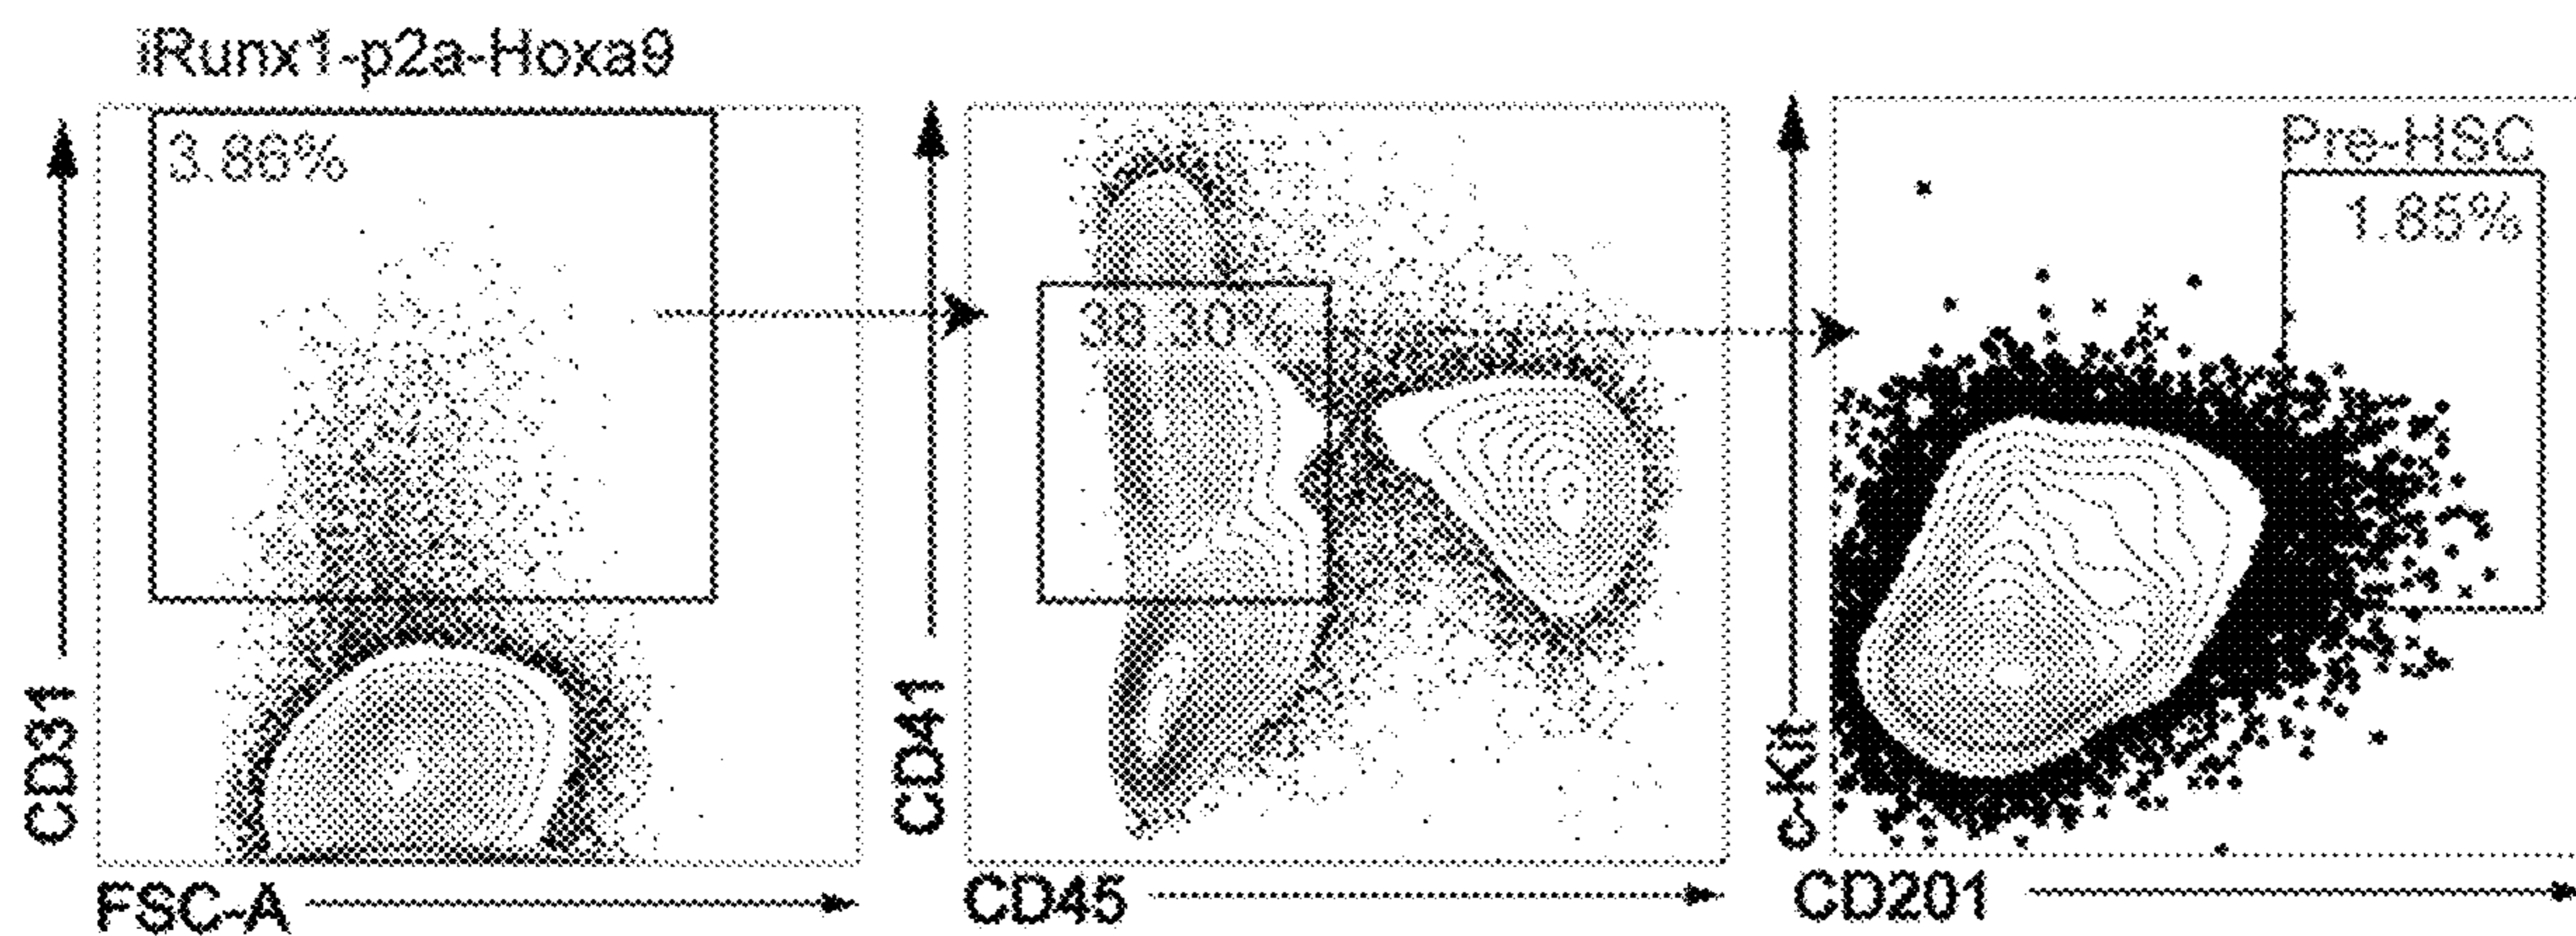 iRunx1-p2a-Hoxa9
3.86%
CD31
FSC-A
38.30%
CD41
CD45
Pre-HSC
1.85%
c-Kit
CD201